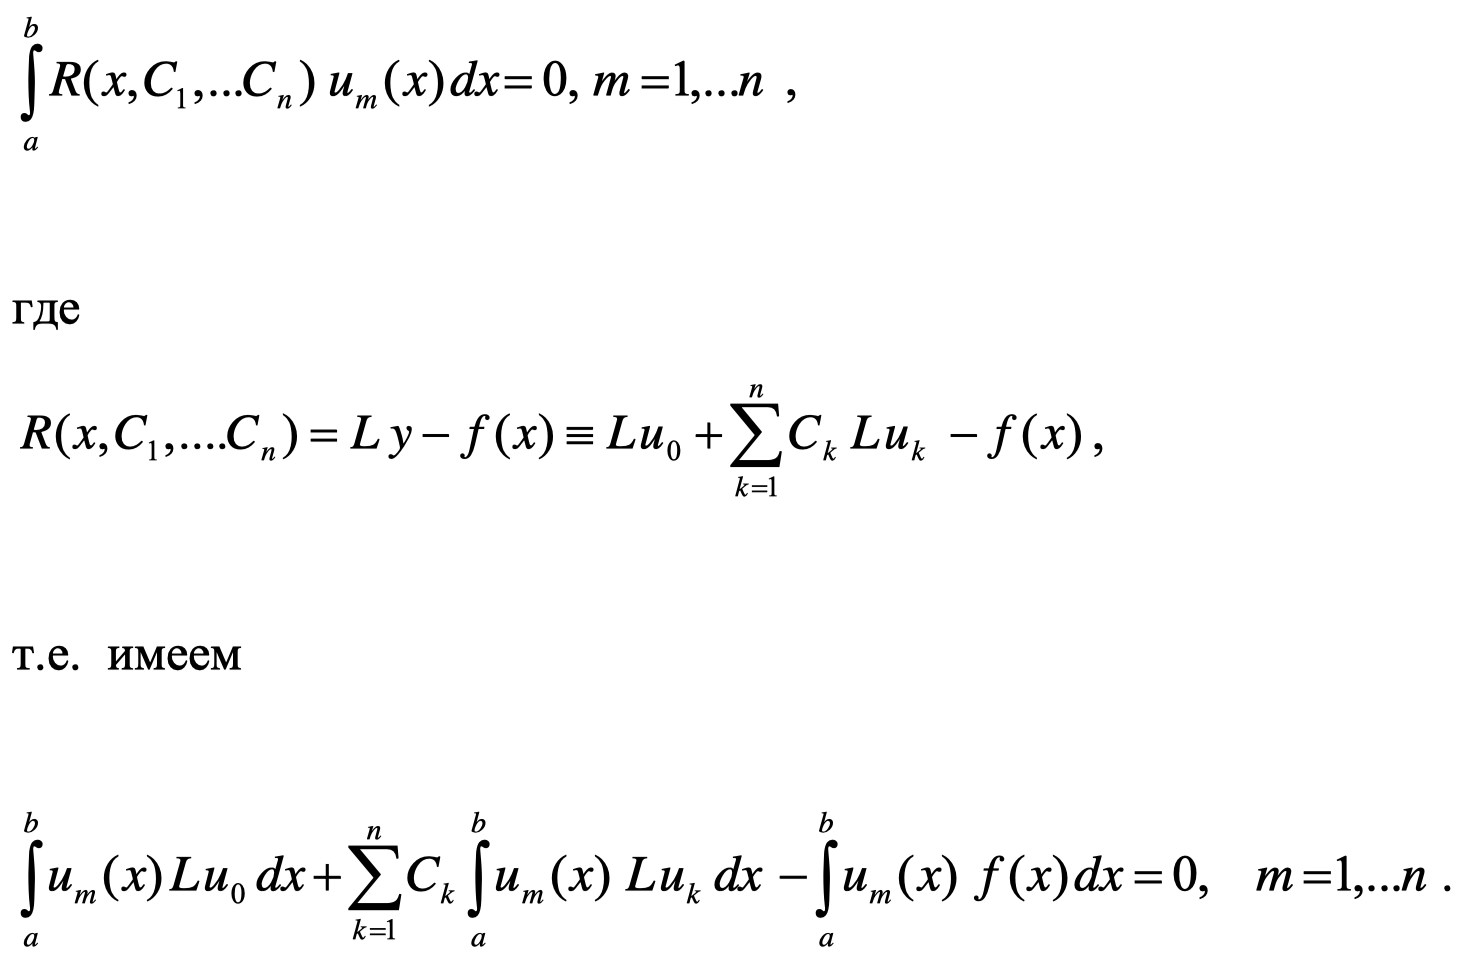 ∫_a^b R(x,C_1,...C_n) u_m(x)dx=0, m=1,...n ,
где
R(x,C_1,....C_n)=L y−f(x)≡Lu_0+∑_{k=1}^n C_k Lu_k −f(x),
т.е. имеем
∫_a^b u_m(x)Lu_0 dx+∑_{k=1}^n C_k ∫_a^b u_m(x) Lu_k dx −∫_a^b u_m(x) f(x)dx=0, m=1,...n .